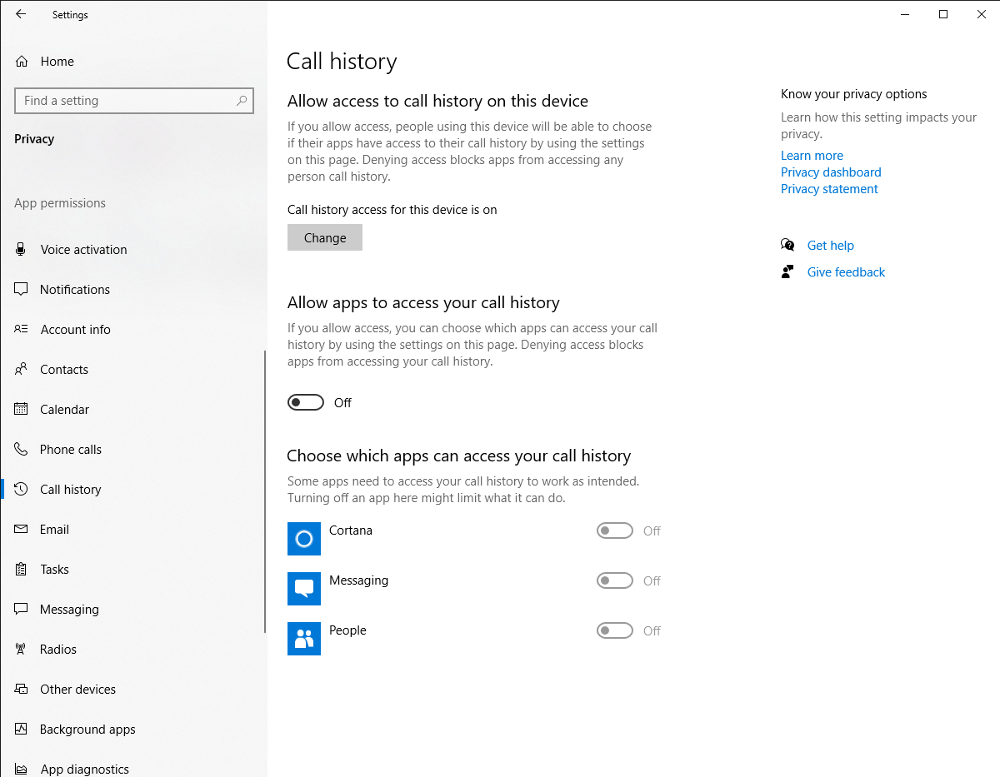 Settings
Home
Find a setting
Privacy
App permissions
Voice activation
Notifications
Account info
Contacts
Calendar
Phone calls
Call history
Email
Tasks
Messaging
Radios
Other devices
Background apps
App diagnostics
Call history
Allow access to call history on this device
If you allow access, people using this device will be able to choose
if their apps have access to their call history by using the settings
on this page. Denying access blocks apps from accessing any
person call history.
Call history access for this device is on
Change
Allow apps to access your call history
If you allow access, you can choose which apps can access your call
history by using the settings on this page. Denying access blocks
apps from accessing your call history.
Off
Choose which apps can access your call history
Some apps need to access your call history to work as intended.
Turning off an app here might limit what it can do.
Cortana Off
Messaging Off
People Off
Know your privacy options
Learn how this setting impacts your
privacy.
Learn more
Privacy dashboard
Privacy statement
Get help
Give feedback